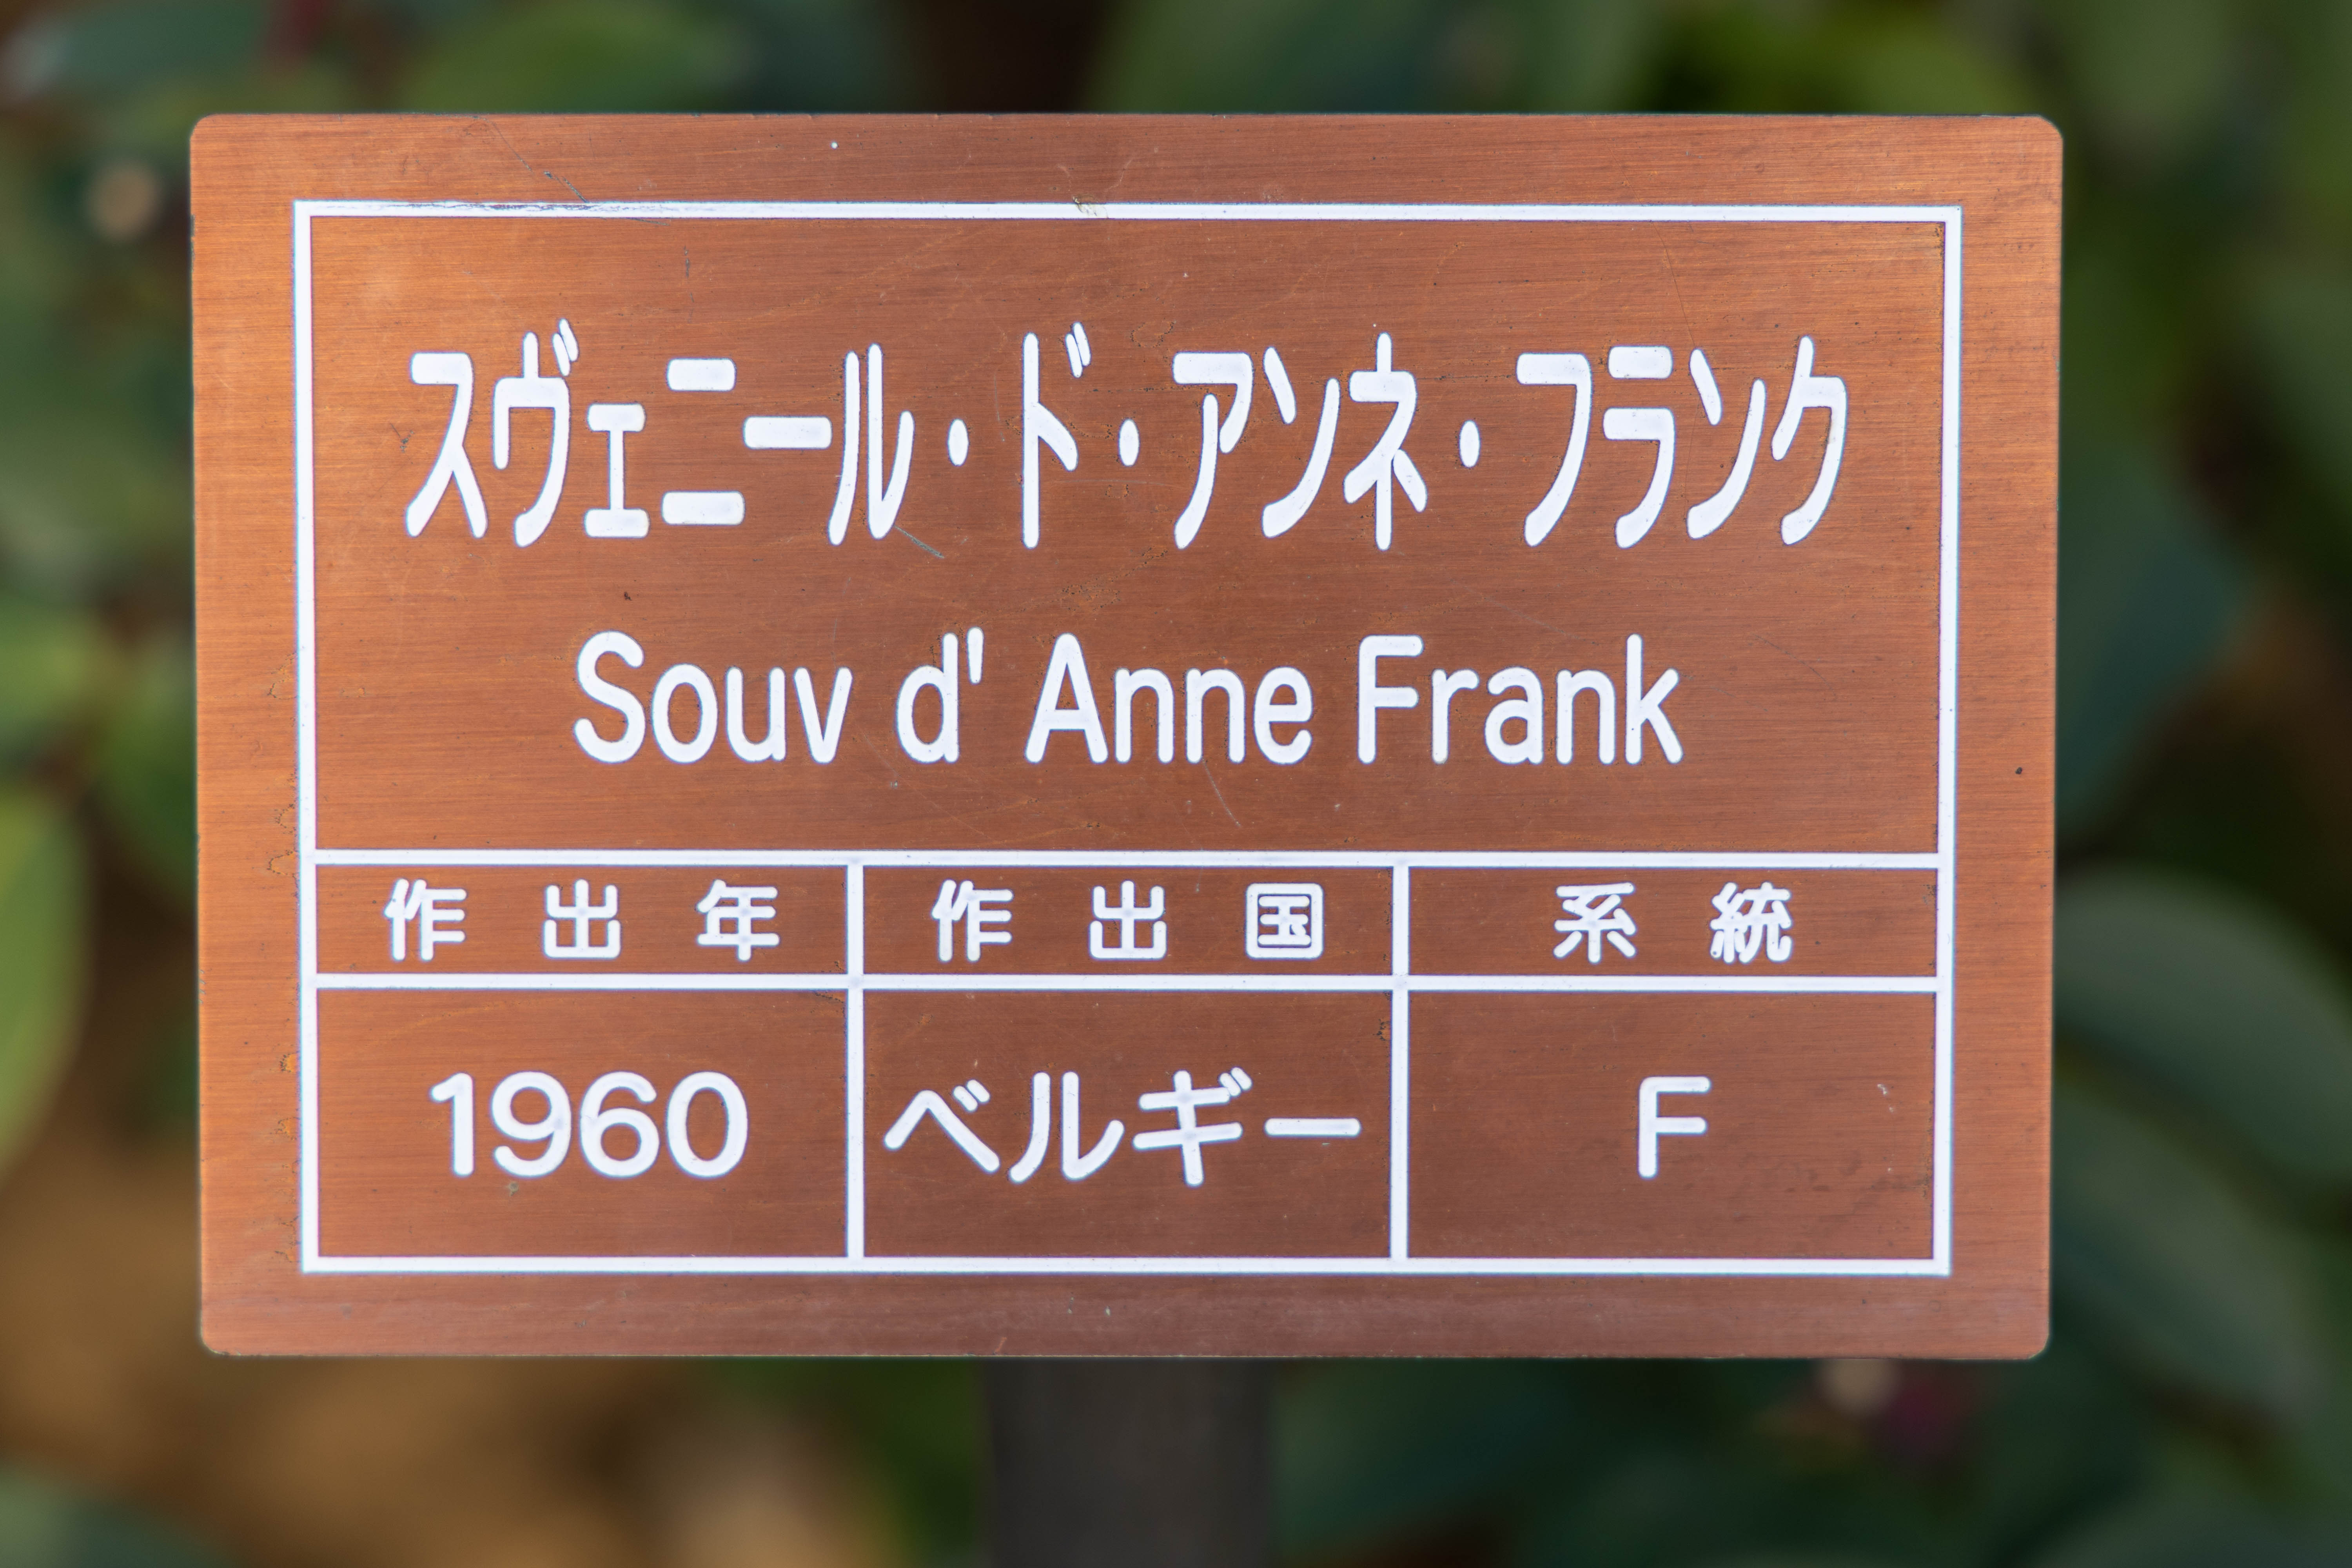 スヴェニール・ド・アンネ・フランク
Souv d' Anne Frank
作出年 作出国 系統
1960 ベルギー F